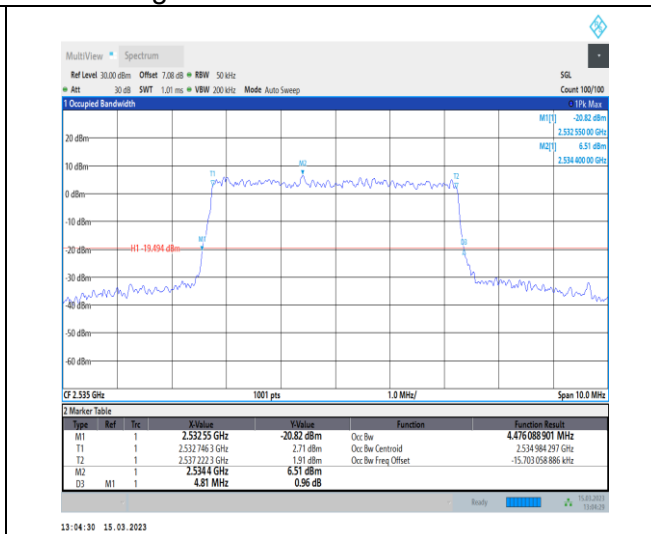 MultiView Spectrum
Ref Level 30.00 dBm Offset 7.08 dB RBW 50 kHz SGL
Att 30 dB SWT 1.01 ms VBW 200 kHz Mode Auto Sweep Count 100/100
1 Occupied Bandwidth 1Pk Max
M1[1] -20.82 dBm
2.532 550 00 GHz
20 dBm
M2[1] 6.51 dBm
2.534 400 00 GHz
10 dBm
T1 M2 T2
0 dBm
-10 dBm
M1 D3
-20 dBm H1 -19.494 dBm
-30 dBm
-40 dBm
-50 dBm
-60 dBm
CF 2.535 GHz 1001 pts 1.0 MHz/ Span 10.0 MHz
2 Marker Table
Type Ref Trc X-Value Y-Value Function Function Result
M1 1 2.532 55 GHz -20.82 dBm Occ Bw 4.476 088 901 MHz
T1 1 2.532 746 3 GHz 2.71 dBm Occ Bw Centroid 2.534 984 297 GHz
T2 1 2.537 222 3 GHz 1.91 dBm Occ Bw Freq Offset -15.703 058 886 kHz
M2 1 2.534 4 GHz 6.51 dBm
D3 M1 1 4.81 MHz 0.96 dB
Ready 15.03.2023
13:04:29
13:04:30 15.03.2023